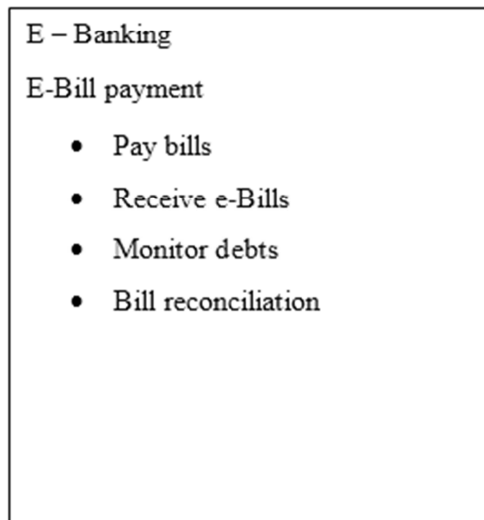 E – Banking
E-Bill payment
• Pay bills
• Receive e-Bills
• Monitor debts
• Bill reconciliation